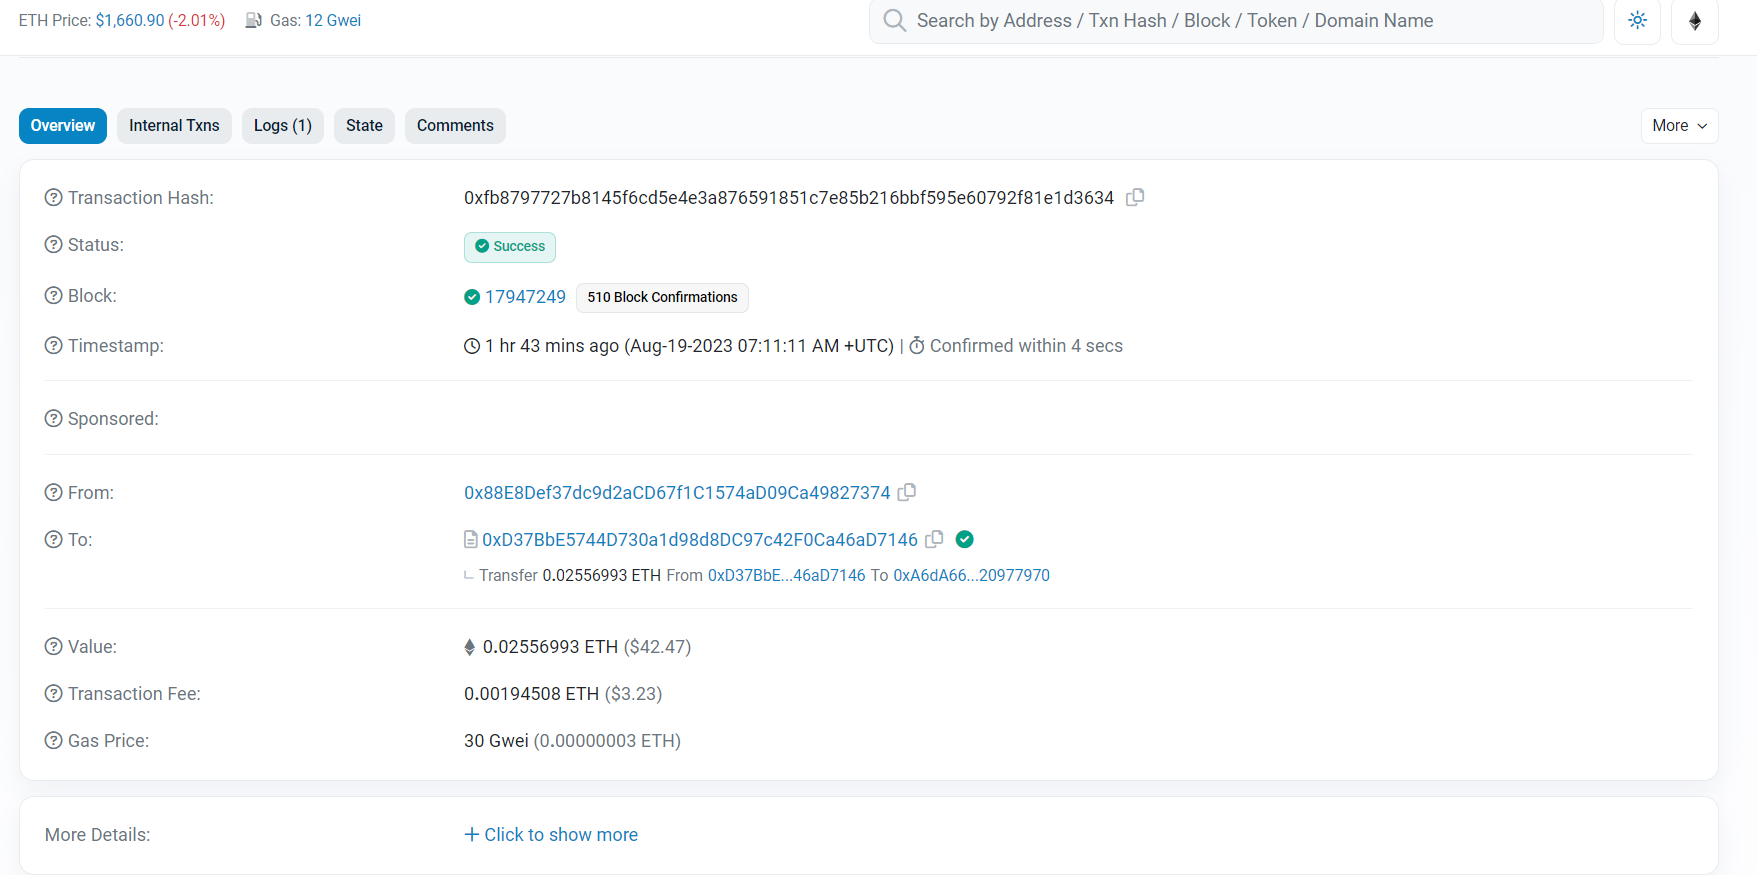 ETH Price: $1,660.90 (-2.01%) Gas: 12 Gwei
Search by Address / Txn Hash / Block / Token / Domain Name
Overview Internal Txns Logs (1) State Comments More
Transaction Hash: 0xfb8797727b8145f6cd5e4e3a876591851c7e85b216bbf595e60792f81e1d3634
Status: Success
Block: 17947249 510 Block Confirmations
Timestamp: 1 hr 43 mins ago (Aug-19-2023 07:11:11 AM +UTC) | Confirmed within 4 secs
Sponsored:
From: 0x88E8Def37dc9d2aCD67f1C1574aD09Ca49827374
To: 0xD37BbE5744D730a1d98d8DC97c42F0Ca46aD7146
Transfer 0.02556993 ETH From 0xD37BbE...46aD7146 To 0xA6dA66...20977970
Value: 0.02556993 ETH ($42.47)
Transaction Fee: 0.00194508 ETH ($3.23)
Gas Price: 30 Gwei (0.00000003 ETH)
More Details: Click to show more